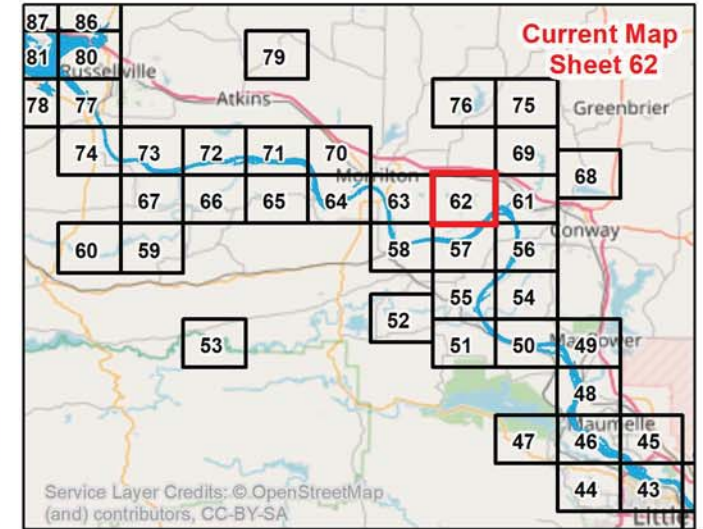 87 86
Current Map
Sheet 62
81 80 79
Russellville
78 77 Atkins 76 75 Greenbrier
74 73 72 71 70 69
Morrilton 68
67 66 65 64 63 62 61
Conway
60 59 58 57 56
55 54
52
53 51 50 49
48
Maumelle
47 46 45
44 43
Little
Service Layer Credits: © OpenStreetMap
(and) contributors, CC-BY-SA